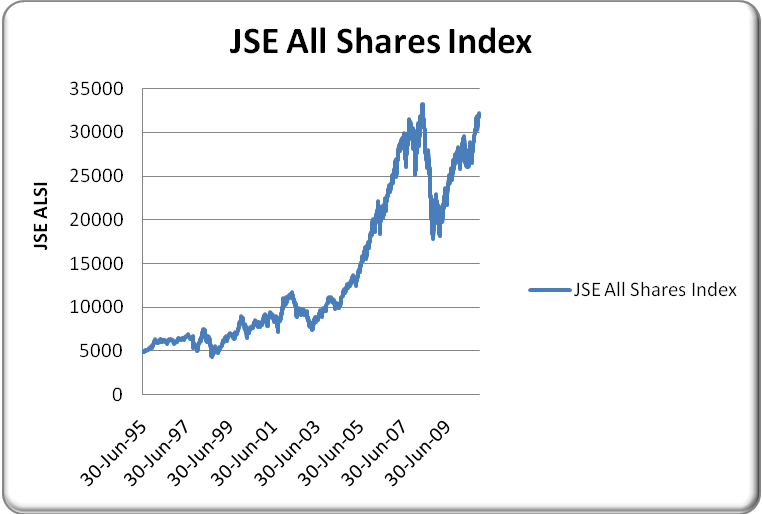 JSE All Shares Index
35000
30000
25000
20000
15000
10000
5000
0
JSE ALSI
30-Jun-95
30-Jun-97
30-Jun-99
30-Jun-01
30-Jun-03
30-Jun-05
30-Jun-07
30-Jun-09
JSE All Shares Index